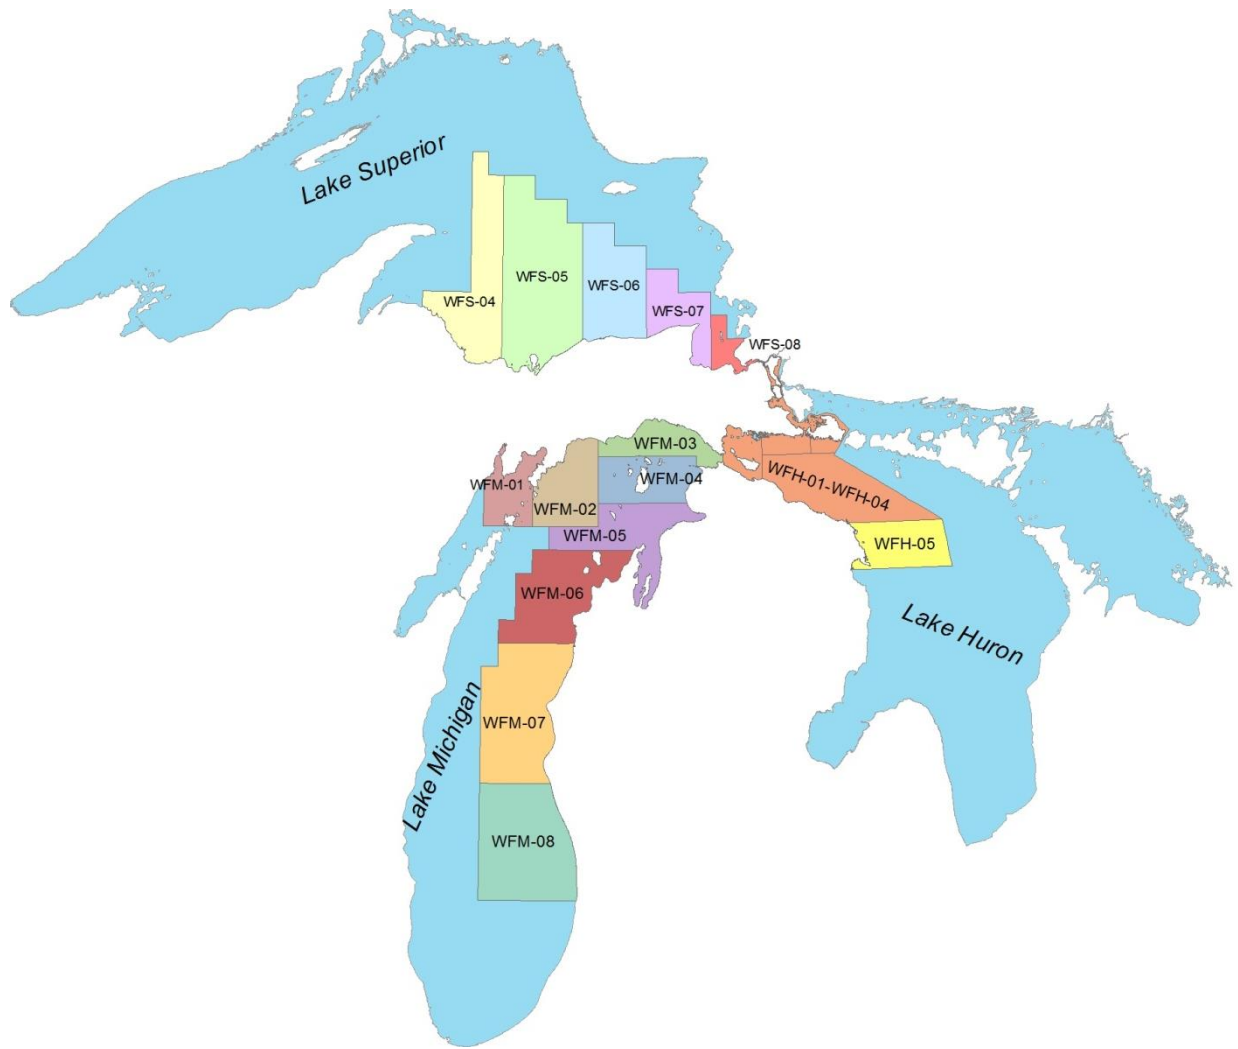 Lake Superior
WFS-04
WFS-05
WFS-06
WFS-07
WFS-08
WFM-01
WFM-02
WFM-03
WFM-04
WFM-05
WFM-06
WFM-07
WFM-08
Lake Michigan
WFH-01-WFH-04
WFH-05
Lake Huron